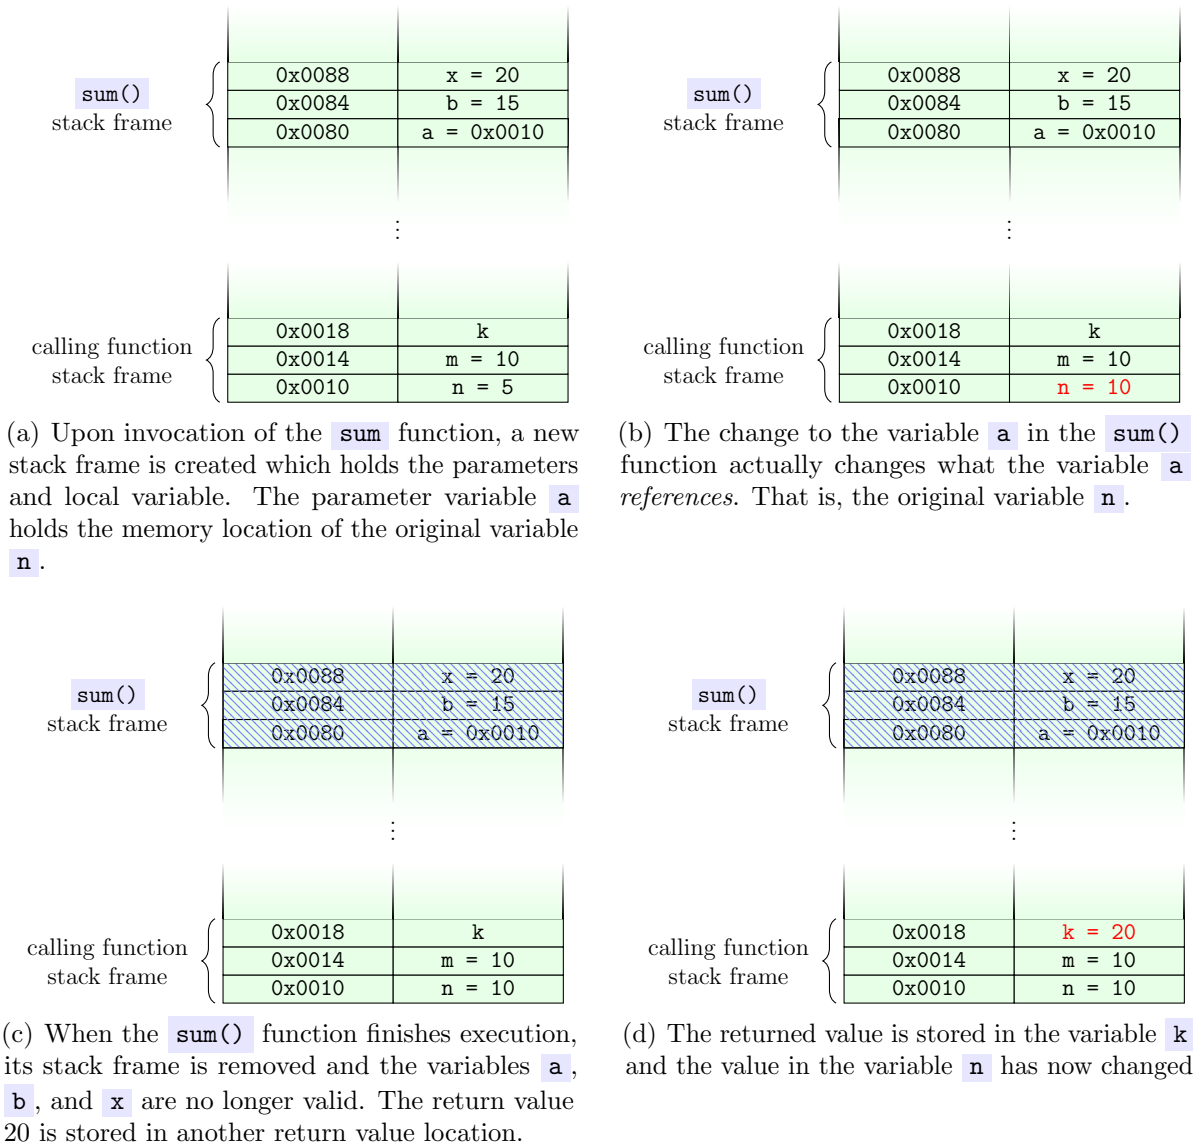 0x0088 x = 20
sum() 0x0084 b = 15
stack frame 0x0080 a = 0x0010
⋮
0x0018 k
calling function 0x0014 m = 10
stack frame 0x0010 n = 5
(a) Upon invocation of the sum function, a new
stack frame is created which holds the parameters
and local variable. The parameter variable a
holds the memory location of the original variable
n.
0x0088 x = 20
sum() 0x0084 b = 15
stack frame 0x0080 a = 0x0010
⋮
0x0018 k
calling function 0x0014 m = 10
stack frame 0x0010 n = 10
(b) The change to the variable a in the sum()
function actually changes what the variable a
references. That is, the original variable n.
0x0088 x = 20
sum() 0x0084 b = 15
stack frame 0x0080 a = 0x0010
⋮
0x0018 k
calling function 0x0014 m = 10
stack frame 0x0010 n = 10
(c) When the sum() function finishes execution,
its stack frame is removed and the variables a,
b, and x are no longer valid. The return value
20 is stored in another return value location.
0x0088 x = 20
sum() 0x0084 b = 15
stack frame 0x0080 a = 0x0010
⋮
0x0018 k = 20
calling function 0x0014 m = 10
stack frame 0x0010 n = 10
(d) The returned value is stored in the variable k
and the value in the variable n has now changed